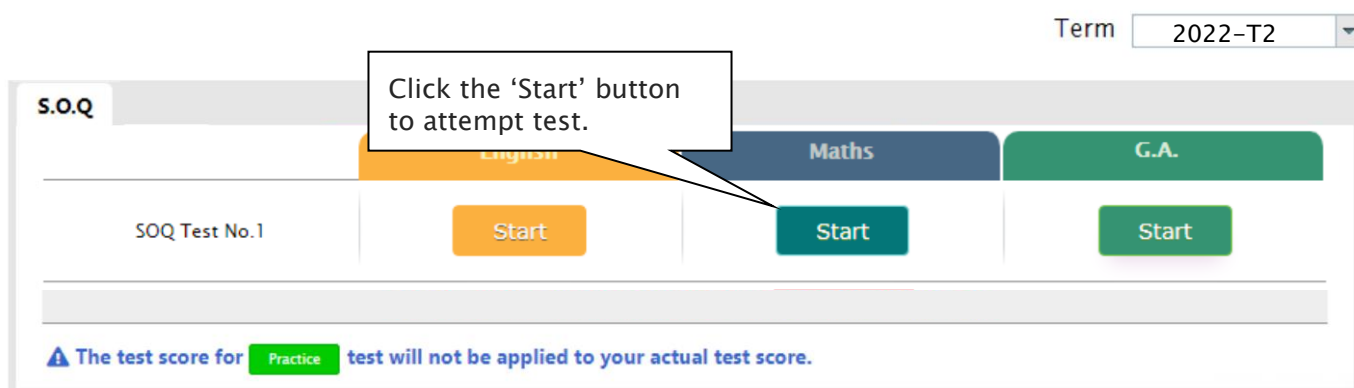 Term 2022-T2
Click the ‘Start’ button
to attempt test.
S.O.Q
English Maths G.A.
SOQ Test No.1 Start Start Start
The test score for Practice test will not be applied to your actual test score.